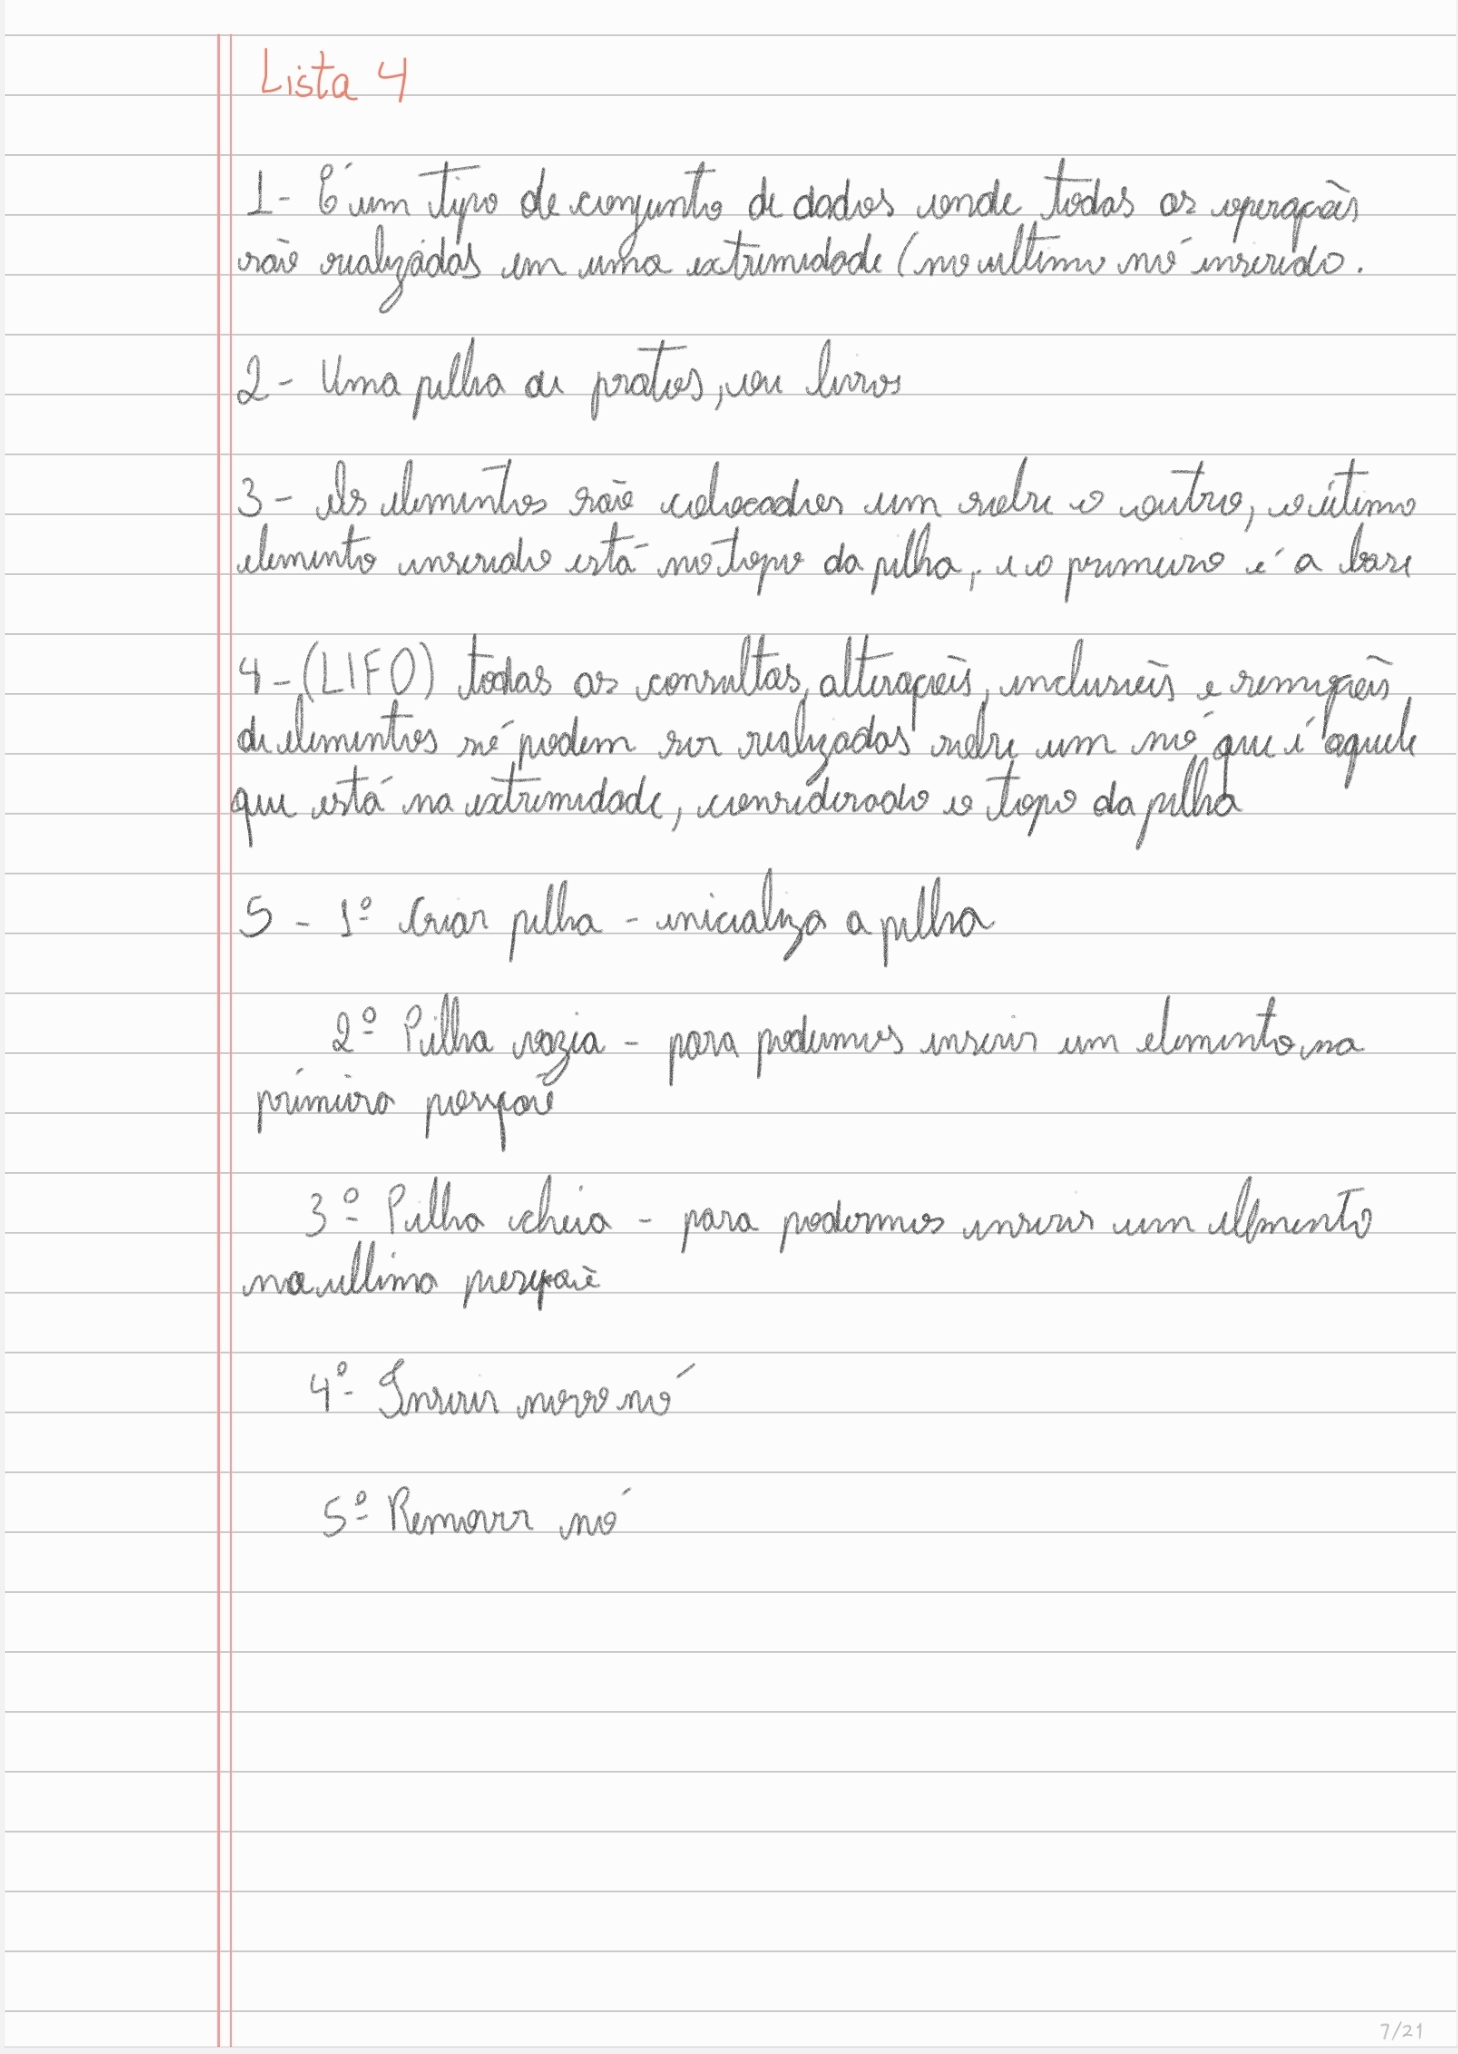 Lista 4
1- É um tipo de conjunto de dados onde todas as operações
são realizadas em uma extremidade (no ultimo nó inserido.
2- Uma pilha de pratos, ou livros
3- Os elementos são colocados um sobre o outro, o útimo
elemento inserido está no topo da pilha, e o primeiro é a base
4-(LIFO) todas as consultas, alterações, inclusões e remoções
de elementos só podem ser realizadas sobre um nó que é aquele
que está na extremidade, considerado o topo da pilha
5 - 1º Criar pilha - inicializa a pilha
2º Pilha vazia - para podermos inserir um elemento na
primeira posição
3º Pilha cheia - para podermos inserir um elemento
na ultima posição
4º Inserir novo nó
5º Remover nó
7/21